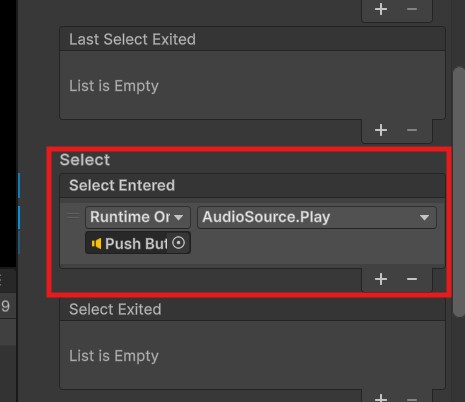 Last Select Exited
List is Empty
Select
Select Entered
Runtime Or AudioSource.Play
Push But
Select Exited
9
List is Empty